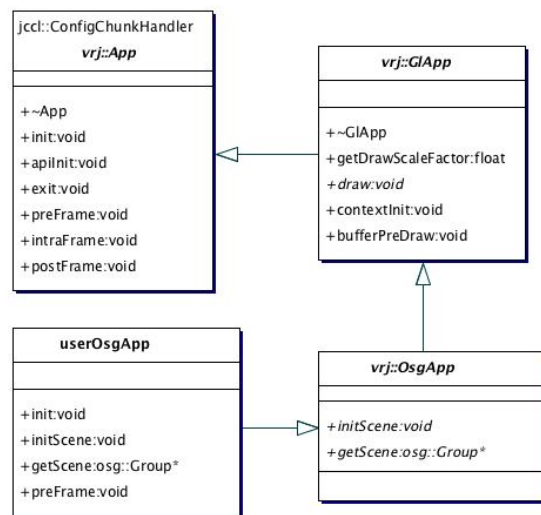 jccl::ConfigChunkHandler
vrj::App
+~App
+init:void
+apiInit:void
+exit:void
+preFrame:void
+intraFrame:void
+postFrame:void
vrj::GlApp
+~GlApp
+getDrawScaleFactor:float
+draw:void
+contextInit:void
+bufferPreDraw:void
userOsgApp
+init:void
+initScene:void
+getScene:osg::Group*
+preFrame:void
vrj::OsgApp
+initScene:void
+getScene:osg::Group*